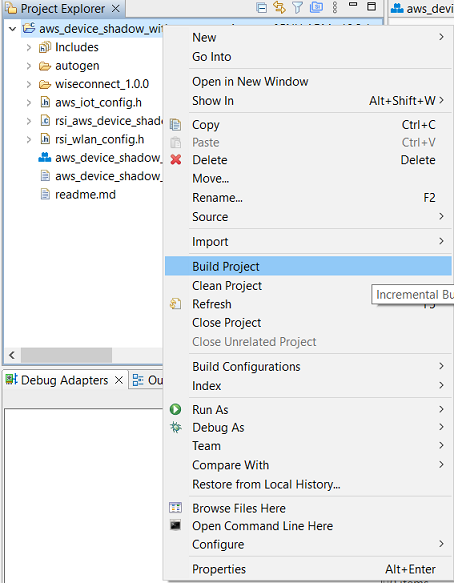 Project Explorer
aws_devi
aws_device_shadow_wit
Includes
autogen
wiseconnect_1.0.0
aws_iot_config.h
rsi_aws_device_shado
rsi_wlan_config.h
aws_device_shadow_
aws_device_shadow_
readme.md
New
Go Into
Open in New Window
Show In Alt+Shift+W
Copy Ctrl+C
Paste Ctrl+V
Delete Delete
Move...
Rename... F2
Source
Import
Build Project
Clean Project
Incremental Bu
Refresh
Close Project
Close Unrelated Project
Build Configurations
Index
Run As
Debug As
Team
Compare With
Restore from Local History...
Browse Files Here
Open Command Line Here
Configure
Properties Alt+Enter
Debug Adapters
Ou